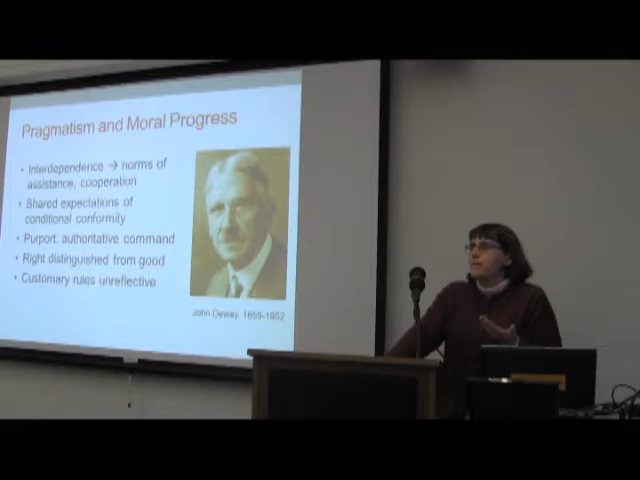 Pragmatism and Moral Progress
• Interdependence → norms of
assistance, cooperation
• Shared expectations of
conditional conformity
• Purport: authoritative command
• Right distinguished from good
• Customary rules unreflective
John Dewey, 1859-1952